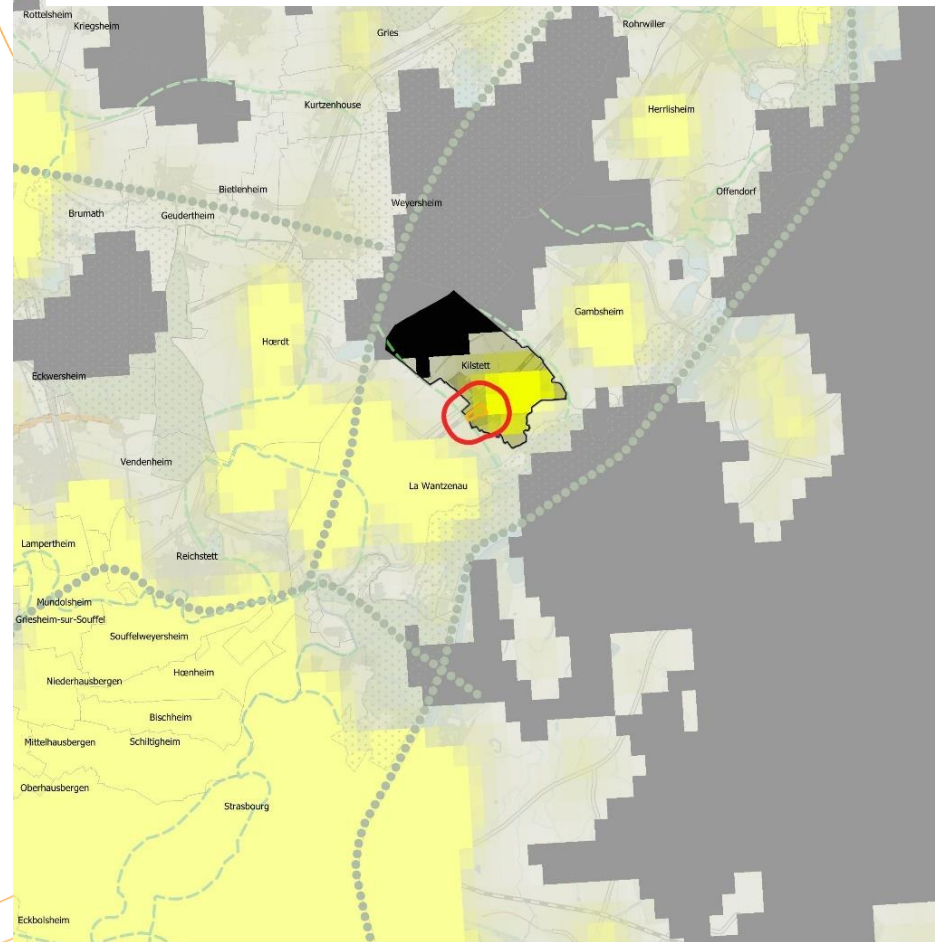 Rottelsheim
Kriegsheim
Gries
Rohrwiller
Kurtzenhouse
Herrlisheim
Bietlenheim
Offendorf
Weyersheim
Brumath
Geudertheim
Gambsheim
Hœrdt
Kilstett
Eckwersheim
Vendenheim
La Wantzenau
Lampertheim
Reichstett
Mundolsheim
Griesheim-sur-Souffel
Souffelweyersheim
Hœnheim
Niederhausbergen
Bischheim
Mittelhausbergen
Schiltigheim
Oberhausbergen
Strasbourg
Eckbolsheim